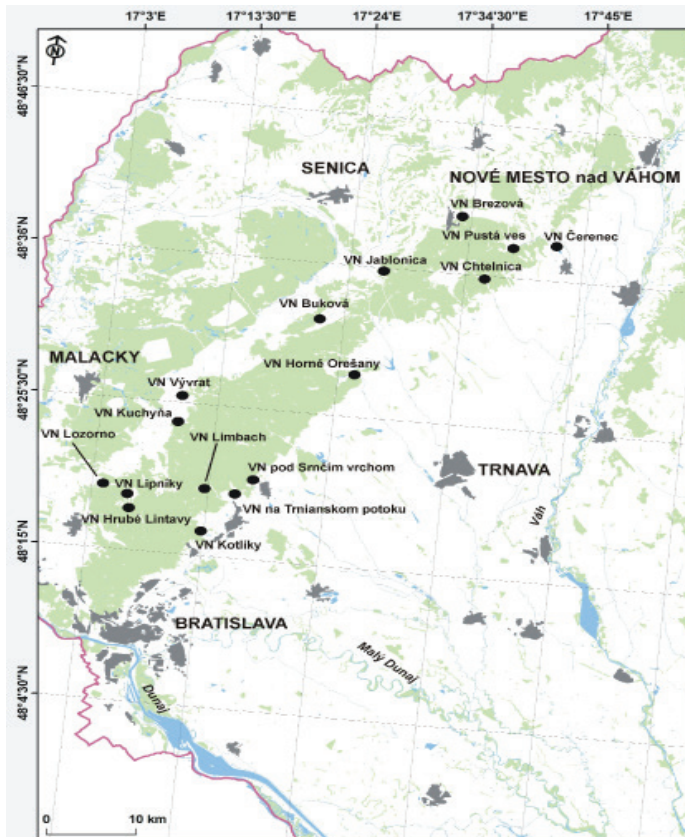 17°3'E 17°13'30"E 17°24'E 17°34'30"E 17°45'E
N
48°46'30"N
SENICA
NOVÉ MESTO nad VÁHOM
VN Brezová
48°36'N
VN Pustá ves
VN Čerenec
VN Jablonica
VN Chtelnica
VN Buková
MALACKY
VN Horné Orešany
48°25'30"N
VN Vývrat
VN Kuchyňa
VN Limbach
VN Lozorno
VN pod Srnčím vrchom
TRNAVA
VN Lipníky
VN Hrubé Lintavy
VN na Trnianskom potoku
Váh
48°15'N
VN Kotlíky
BRATISLAVA
Malý Dunaj
48°4'30"N
Dunaj
0 10 km